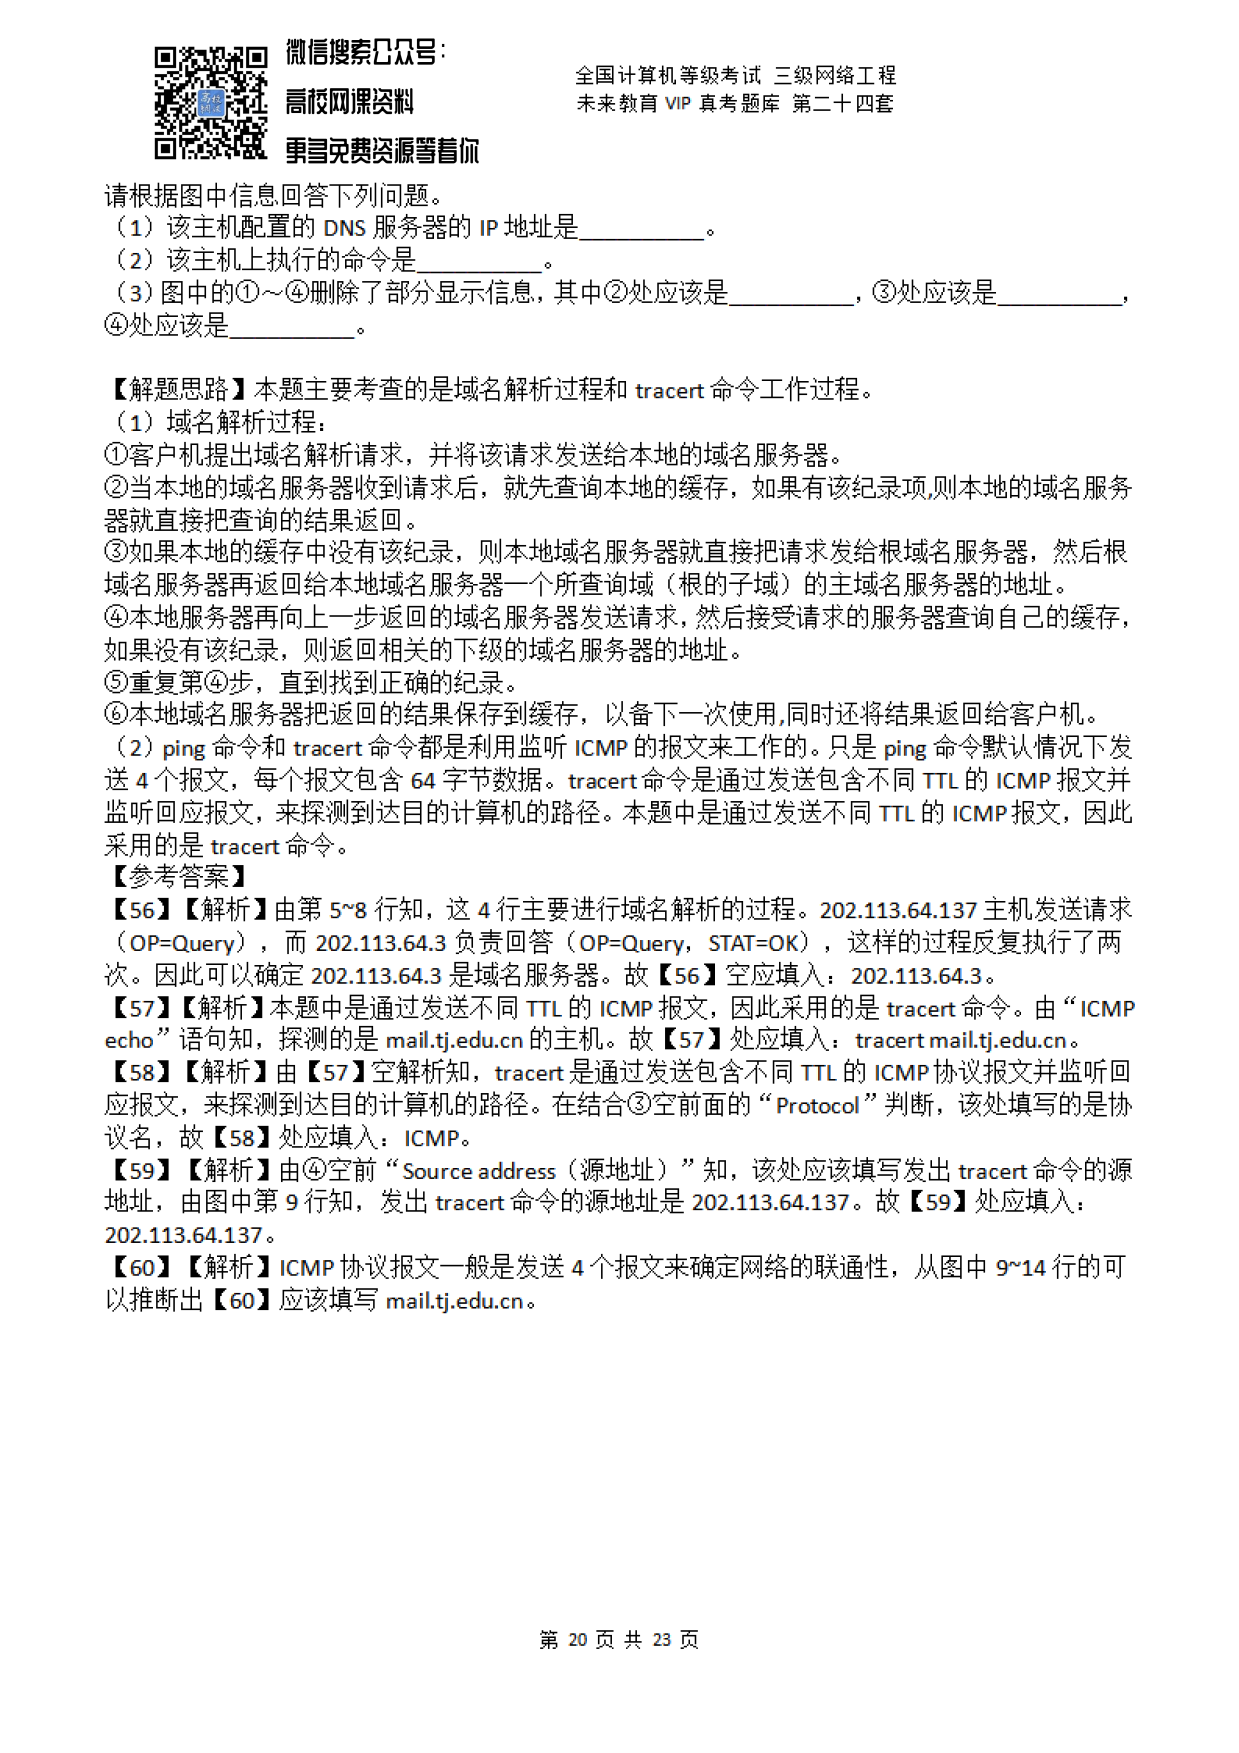 微信搜索公众号：
高校网课资料
更多免费资源等着你
全国计算机等级考试 三级网络工程
未来教育 VIP 真考题库 第二十四套
请根据图中信息回答下列问题。
（1）该主机配置的 DNS 服务器的 IP 地址是__________。
（2）该主机上执行的命令是__________。
（3）图中的①～④删除了部分显示信息，其中②处应该是__________，③处应该是__________，
④处应该是__________。
【解题思路】本题主要考查的是域名解析过程和 tracert 命令工作过程。
（1）域名解析过程：
①客户机提出域名解析请求，并将该请求发送给本地的域名服务器。
②当本地的域名服务器收到请求后，就先查询本地的缓存，如果有该纪录项,则本地的域名服务
器就直接把查询的结果返回。
③如果本地的缓存中没有该纪录，则本地域名服务器就直接把请求发给根域名服务器，然后根
域名服务器再返回给本地域名服务器一个所查询域（根的子域）的主域名服务器的地址。
④本地服务器再向上一步返回的域名服务器发送请求，然后接受请求的服务器查询自己的缓存，
如果没有该纪录，则返回相关的下级的域名服务器的地址。
⑤重复第④步，直到找到正确的纪录。
⑥本地域名服务器把返回的结果保存到缓存，以备下一次使用,同时还将结果返回给客户机。
（2）ping 命令和 tracert 命令都是利用监听 ICMP 的报文来工作的。只是 ping 命令默认情况下发
送 4 个报文，每个报文包含 64 字节数据。tracert 命令是通过发送包含不同 TTL 的 ICMP 报文并
监听回应报文，来探测到达目的计算机的路径。本题中是通过发送不同 TTL 的 ICMP 报文，因此
采用的是 tracert 命令。
【参考答案】
【56】【解析】由第 5~8 行知，这 4 行主要进行域名解析的过程。202.113.64.137 主机发送请求
（OP=Query），而 202.113.64.3 负责回答（OP=Query，STAT=OK），这样的过程反复执行了两
次。因此可以确定 202.113.64.3 是域名服务器。故【56】空应填入：202.113.64.3。
【57】【解析】本题中是通过发送不同 TTL 的 ICMP 报文，因此采用的是 tracert 命令。由“ICMP
echo”语句知，探测的是 mail.tj.edu.cn 的主机。故【57】处应填入：tracert mail.tj.edu.cn。
【58】【解析】由【57】空解析知，tracert 是通过发送包含不同 TTL 的 ICMP 协议报文并监听回
应报文，来探测到达目的计算机的路径。在结合③空前面的“Protocol”判断，该处填写的是协
议名，故【58】处应填入：ICMP。
【59】【解析】由④空前“Source address（源地址）”知，该处应该填写发出 tracert 命令的源
地址，由图中第 9 行知，发出 tracert 命令的源地址是 202.113.64.137。故【59】处应填入：
202.113.64.137。
【60】【解析】ICMP 协议报文一般是发送 4 个报文来确定网络的联通性，从图中 9~14 行的可
以推断出【60】应该填写 mail.tj.edu.cn。
第 20 页 共 23 页